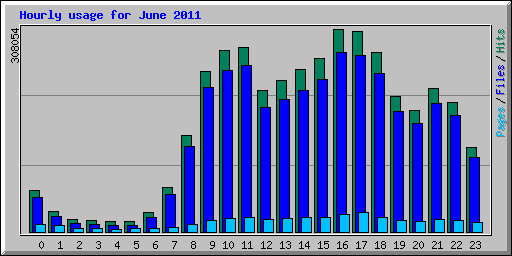 Hourly usage for June 2011
308054
Pages / Files / Hits
0 1 2 3 4 5 6 7 8 9 10 11 12 13 14 15 16 17 18 19 20 21 22 23